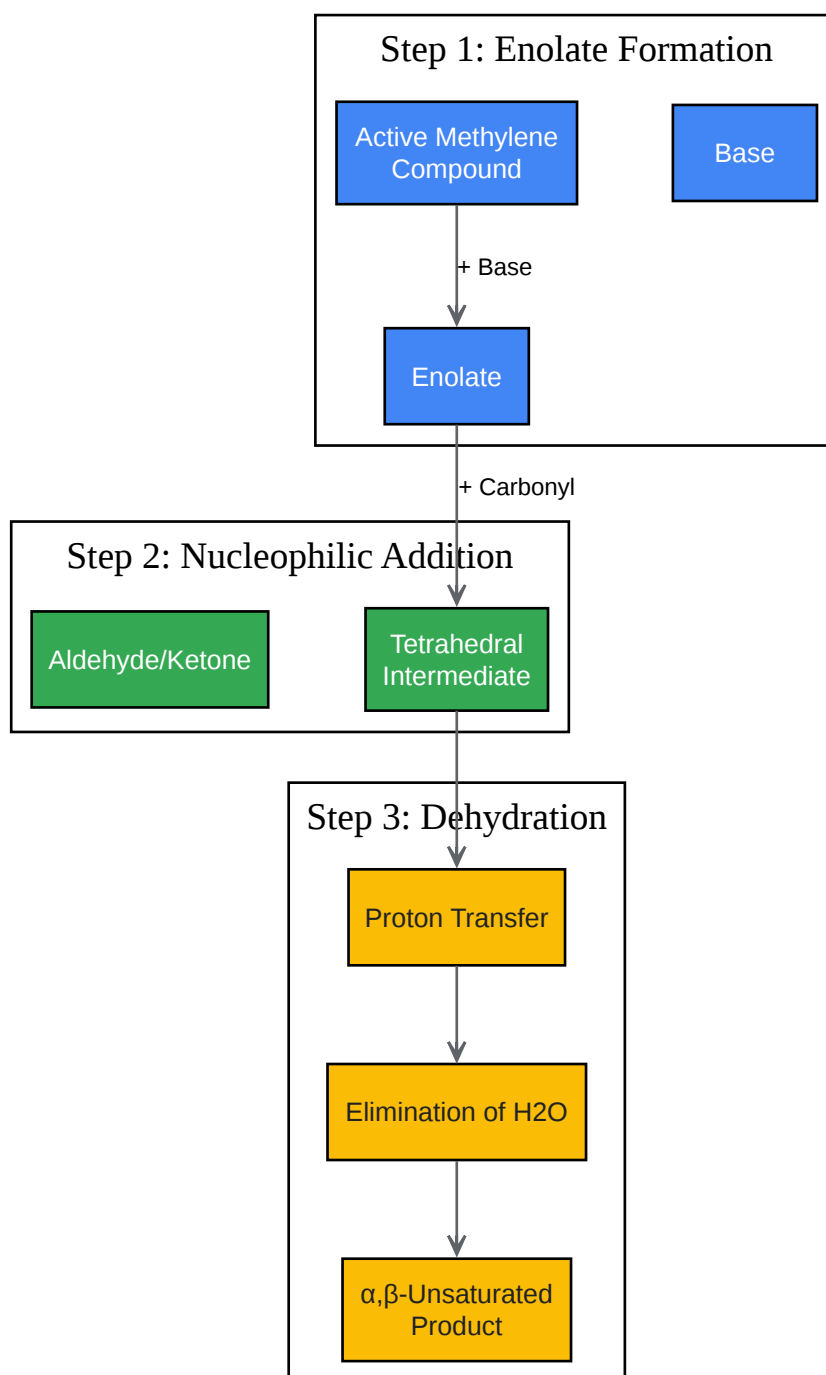 Step 1: Enolate Formation
Active Methylene
Compound
Base
+ Base
Enolate
+ Carbonyl
Step 2: Nucleophilic Addition
Aldehyde/Ketone
Tetrahedral
Intermediate
Step 3: Dehydration
Proton Transfer
Elimination of H2O
α,β-Unsaturated
Product